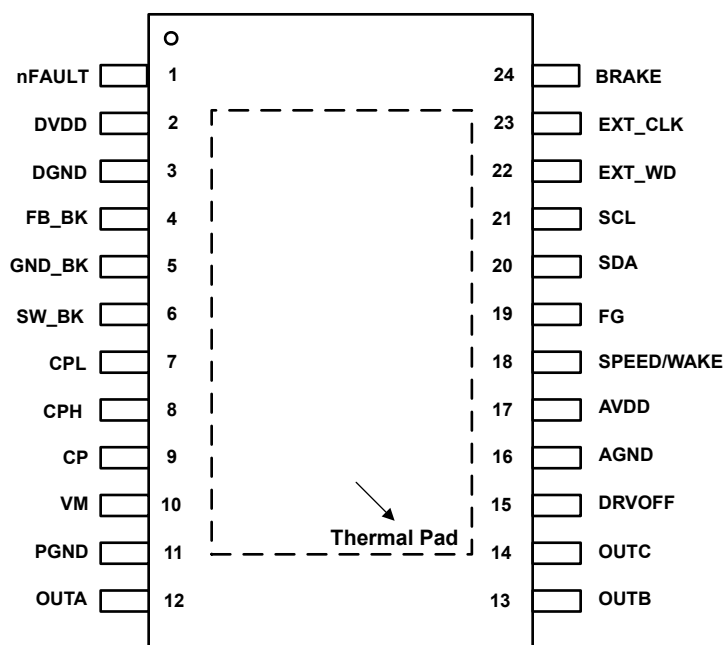 nFAULT 1 24 BRAKE
DVDD 2 23 EXT_CLK
DGND 3 22 EXT_WD
FB_BK 4 21 SCL
GND_BK 5 20 SDA
SW_BK 6 19 FG
CPL 7 18 SPEED/WAKE
CPH 8 17 AVDD
CP 9 16 AGND
VM 10 15 DRVOFF
Thermal Pad
PGND 11 14 OUTC
OUTA 12 13 OUTB